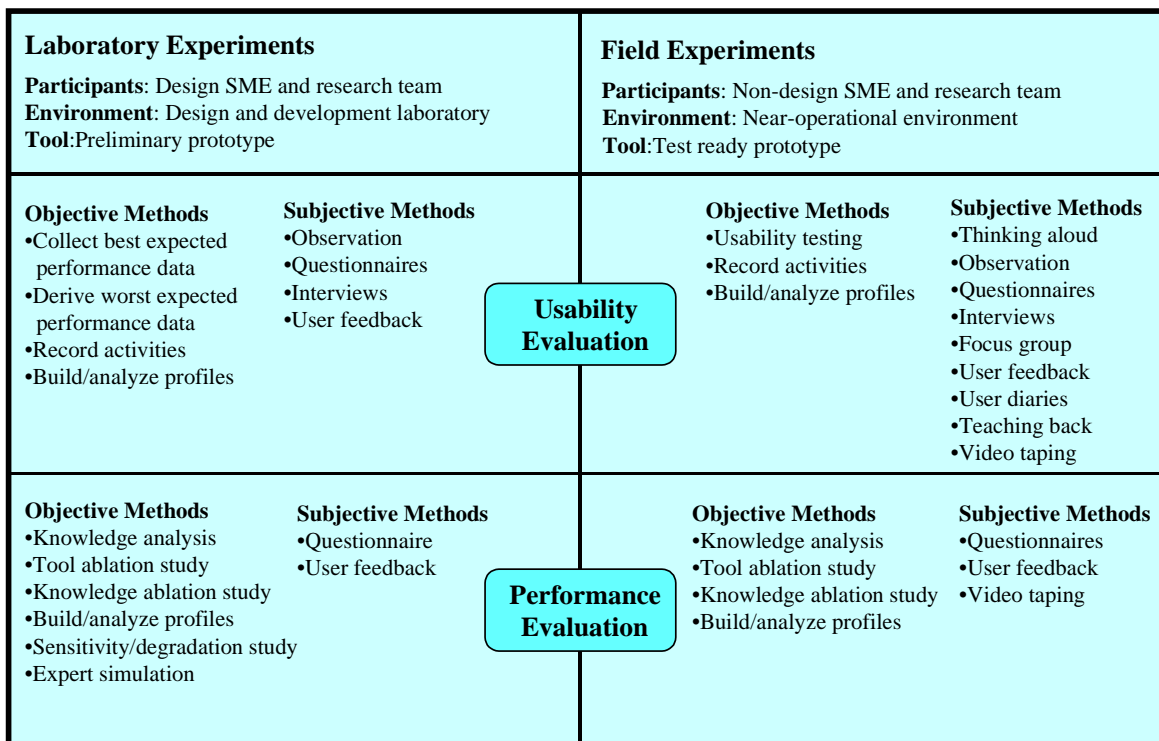 Laboratory Experiments
Participants: Design SME and research team
Environment: Design and development laboratory
Tool:Preliminary prototype
Field Experiments
Participants: Non-design SME and research team
Environment: Near-operational environment
Tool:Test ready prototype
Objective Methods
•Collect best expected
performance data
•Derive worst expected
performance data
•Record activities
•Build/analyze profiles
Subjective Methods
•Observation
•Questionnaires
•Interviews
•User feedback
Usability
Evaluation
Objective Methods
•Usability testing
•Record activities
•Build/analyze profiles
Subjective Methods
•Thinking aloud
•Observation
•Questionnaires
•Interviews
•Focus group
•User feedback
•User diaries
•Teaching back
•Video taping
Objective Methods
•Knowledge analysis
•Tool ablation study
•Knowledge ablation study
•Build/analyze profiles
•Sensitivity/degradation study
•Expert simulation
Subjective Methods
•Questionnaire
•User feedback
Performance
Evaluation
Objective Methods
•Knowledge analysis
•Tool ablation study
•Knowledge ablation study
•Build/analyze profiles
Subjective Methods
•Questionnaires
•User feedback
•Video taping